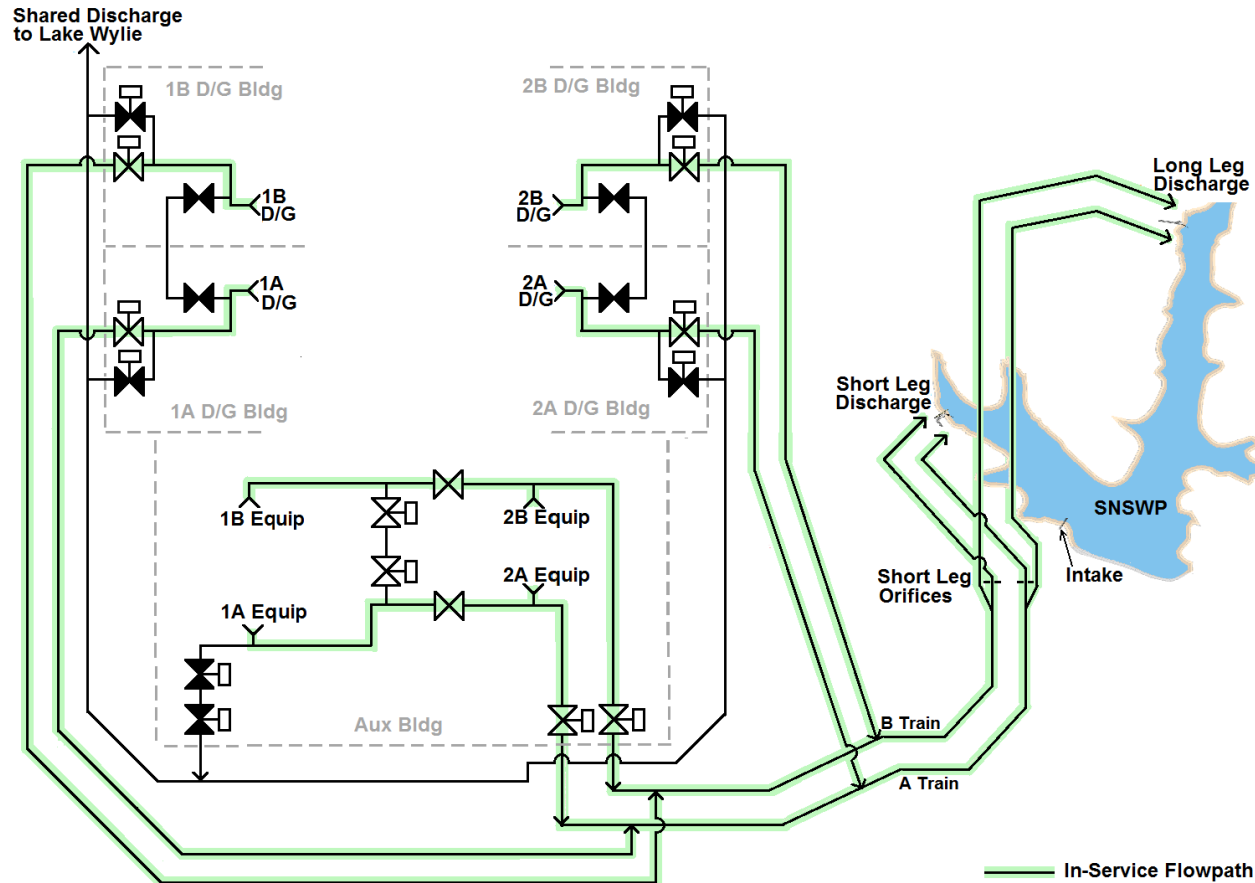 Shared Discharge
to Lake Wylie
1B D/G Bldg
2B D/G Bldg
1B
D/G
2B
D/G
Long Leg
Discharge
1A
D/G
2A
D/G
1A D/G Bldg
2A D/G Bldg
Short Leg
Discharge
1B Equip
2B Equip
SNSWP
2A Equip
1A Equip
Short Leg
Orifices
Intake
Aux Bldg
B Train
A Train
In-Service Flowpath